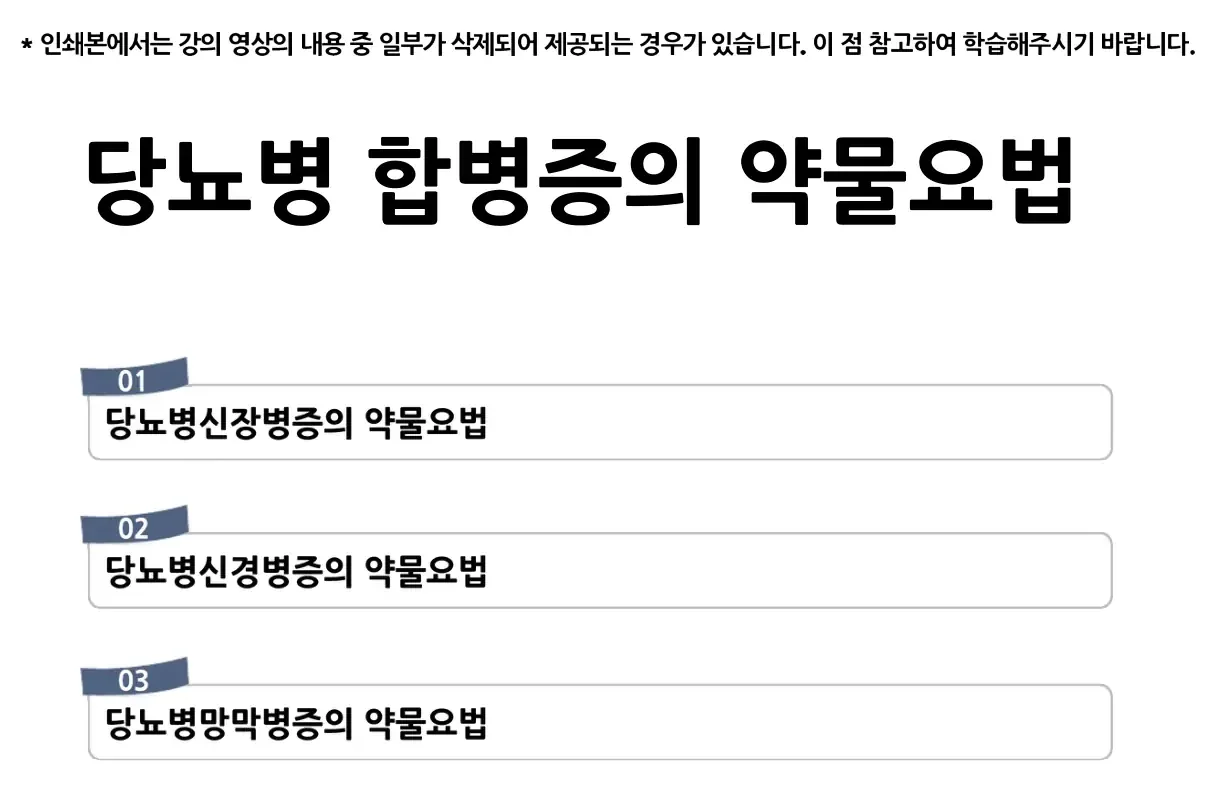 * 인쇄본에서는 강의 영상의 내용 중 일부가 삭제되어 제공되는 경우가 있습니다. 이 점 참고하여 학습해주시기 바랍니다.
당뇨병 합병증의 약물요법
01
당뇨병신장병증의 약물요법
02
당뇨병신경병증의 약물요법
03
당뇨병망막병증의 약물요법